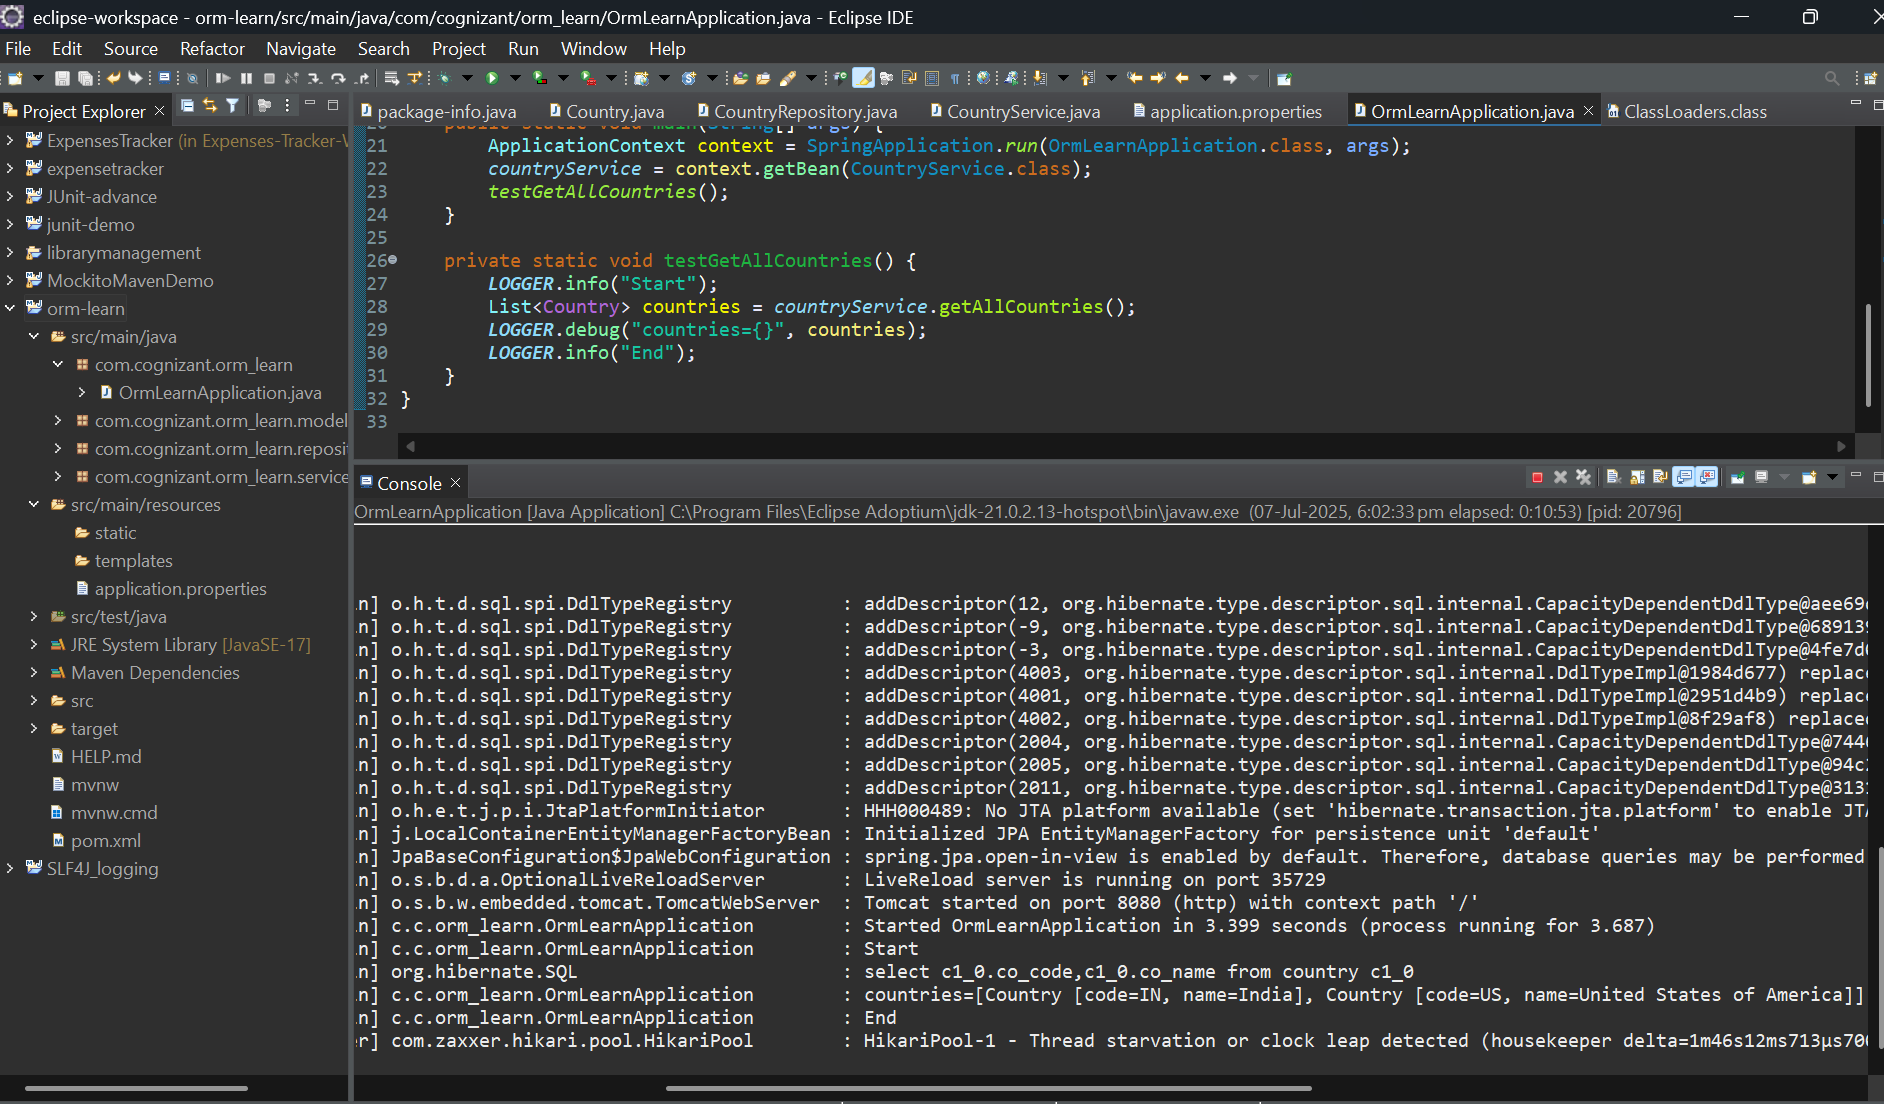 eclipse-workspace - orm-learn/src/main/java/com/cognizant/orm_learn/OrmLearnApplication.java - Eclipse IDE
File Edit Source Refactor Navigate Search Project Run Window Help
Project Explorer
ExpensesTracker (in Expenses-Tracker-
expensetracker
JUnit-advance
junit-demo
librarymanagement
MockitoMavenDemo
orm-learn
src/main/java
com.cognizant.orm_learn
OrmLearnApplication.java
com.cognizant.orm_learn.model
com.cognizant.orm_learn.reposi
com.cognizant.orm_learn.service
src/main/resources
static
templates
application.properties
src/test/java
JRE System Library [JavaSE-17]
Maven Dependencies
src
target
HELP.md
mvnw
mvnw.cmd
pom.xml
SLF4J_logging
package-info.java Country.java CountryRepository.java CountryService.java application.properties OrmLearnApplication.java ClassLoaders.class
20 public static void main(String[] args) {
21 ApplicationContext context = SpringApplication.run(OrmLearnApplication.class, args);
22 countryService = context.getBean(CountryService.class);
23 testGetAllCountries();
24 }
25
26 private static void testGetAllCountries() {
27 LOGGER.info("Start");
28 List<Country> countries = countryService.getAllCountries();
29 LOGGER.debug("countries={}", countries);
30 LOGGER.info("End");
31 }
32 }
33
Console
OrmLearnApplication [Java Application] C:\Program Files\Eclipse Adoptium\jdk-21.0.2.13-hotspot\bin\javaw.exe (07-Jul-2025, 6:02:33 pm elapsed: 0:10:53) [pid: 20796]
n] o.h.t.d.sql.spi.DdlTypeRegistry : addDescriptor(12, org.hibernate.type.descriptor.sql.internal.CapacityDependentDdlType@aee69
n] o.h.t.d.sql.spi.DdlTypeRegistry : addDescriptor(-9, org.hibernate.type.descriptor.sql.internal.CapacityDependentDdlType@689139
n] o.h.t.d.sql.spi.DdlTypeRegistry : addDescriptor(-3, org.hibernate.type.descriptor.sql.internal.CapacityDependentDdlType@4fe7d
n] o.h.t.d.sql.spi.DdlTypeRegistry : addDescriptor(4003, org.hibernate.type.descriptor.sql.internal.DdlTypeImpl@1984d677) replac
n] o.h.t.d.sql.spi.DdlTypeRegistry : addDescriptor(4001, org.hibernate.type.descriptor.sql.internal.DdlTypeImpl@2951d4b9) replac
n] o.h.t.d.sql.spi.DdlTypeRegistry : addDescriptor(4002, org.hibernate.type.descriptor.sql.internal.DdlTypeImpl@8f29af8) replace
n] o.h.t.d.sql.spi.DdlTypeRegistry : addDescriptor(2004, org.hibernate.type.descriptor.sql.internal.CapacityDependentDdlType@744
n] o.h.t.d.sql.spi.DdlTypeRegistry : addDescriptor(2005, org.hibernate.type.descriptor.sql.internal.CapacityDependentDdlType@94c
n] o.h.t.d.sql.spi.DdlTypeRegistry : addDescriptor(2011, org.hibernate.type.descriptor.sql.internal.CapacityDependentDdlType@313
n] o.h.e.t.j.p.i.JtaPlatformInitiator : HHH000489: No JTA platform available (set 'hibernate.transaction.jta.platform' to enable JT
n] j.LocalContainerEntityManagerFactoryBean : Initialized JPA EntityManagerFactory for persistence unit 'default'
n] JpaBaseConfiguration$JpaWebConfiguration : spring.jpa.open-in-view is enabled by default. Therefore, database queries may be performed
n] o.s.b.d.a.OptionalLiveReloadServer : LiveReload server is running on port 35729
n] o.s.b.w.embedded.tomcat.TomcatWebServer : Tomcat started on port 8080 (http) with context path '/'
n] c.c.orm_learn.OrmLearnApplication : Started OrmLearnApplication in 3.399 seconds (process running for 3.687)
n] c.c.orm_learn.OrmLearnApplication : Start
n] org.hibernate.SQL : select c1_0.co_code,c1_0.co_name from country c1_0
n] c.c.orm_learn.OrmLearnApplication : countries=[Country [code=IN, name=India], Country [code=US, name=United States of America]]
n] c.c.orm_learn.OrmLearnApplication : End
r] com.zaxxer.hikari.pool.HikariPool : HikariPool-1 - Thread starvation or clock leap detected (housekeeper delta=1m46s12ms713µs70